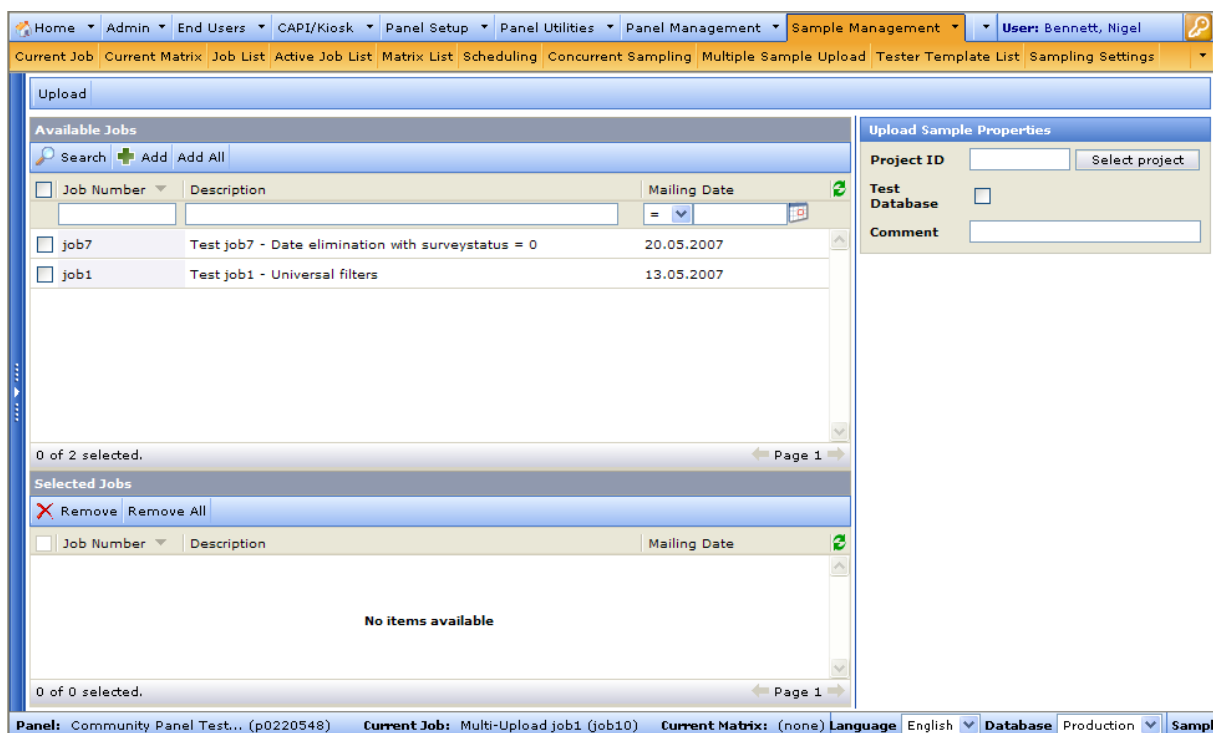 Home Admin End Users CAPI/Kiosk Panel Setup Panel Utilities Panel Management Sample Management User: Bennett, Nigel
Current Job Current Matrix Job List Active Job List Matrix List Scheduling Concurrent Sampling Multiple Sample Upload Tester Template List Sampling Settings
Upload
Available Jobs
Search Add Add All
Job Number Description Mailing Date
=
job7 Test job7 - Date elimination with surveystatus = 0 20.05.2007
job1 Test job1 - Universal filters 13.05.2007
0 of 2 selected. Page 1
Selected Jobs
Remove Remove All
Job Number Description Mailing Date
No items available
0 of 0 selected. Page 1
Upload Sample Properties
Project ID Select project
Test
Database
Comment
Panel: Community Panel Test... (p0220548) Current Job: Multi-Upload job1 (job10) Current Matrix: (none) Language English Database Production Sampl